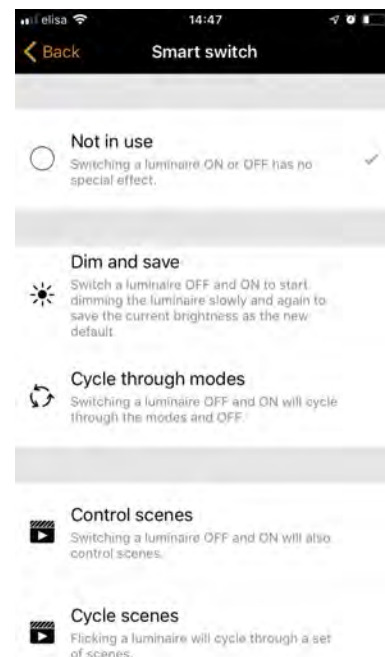 elisa 14:47
Back Smart switch
Not in use
Switching a luminaire ON or OFF has no
special effect.
Dim and save
Switch a luminaire OFF and ON to start
dimming the luminaire slowly and again to
save the current brightness as the new
default.
Cycle through modes
Switching a luminaire OFF and ON will cycle
through the modes and OFF.
Control scenes
Switching a luminaire OFF and ON will also
control scenes.
Cycle scenes
Flicking a luminaire will cycle through a set
of scenes.